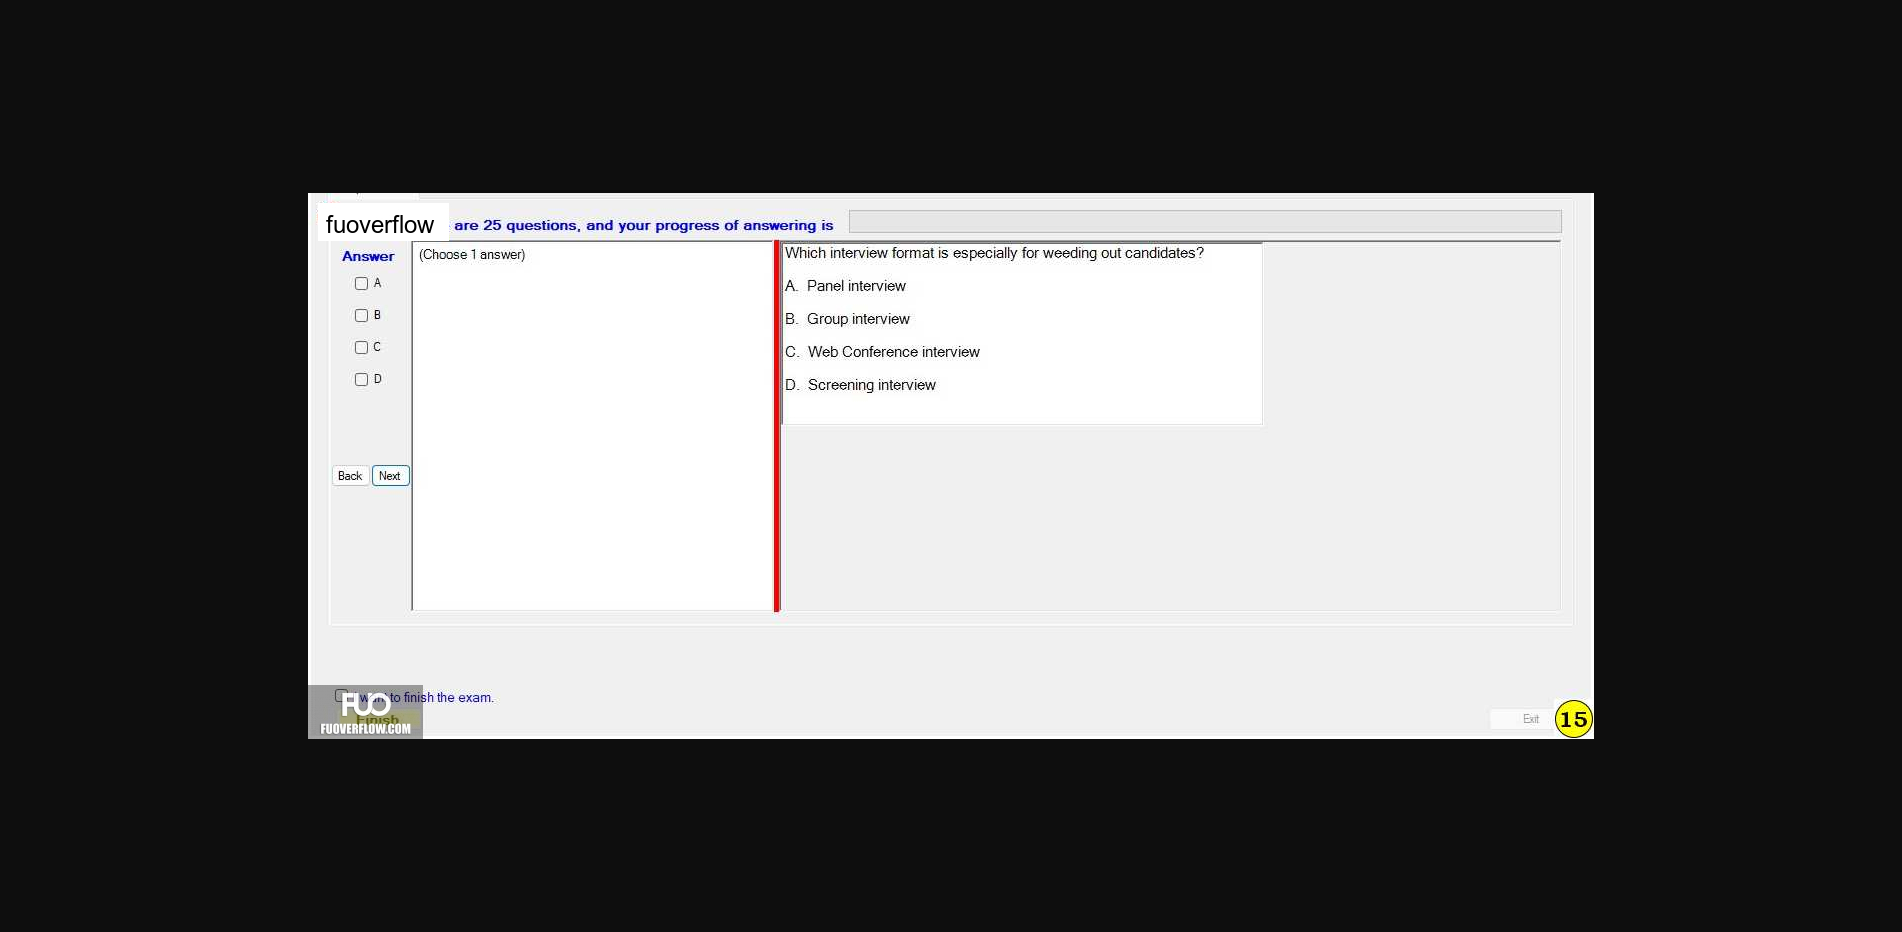 fuoverflow
are 25 questions, and your progress of answering is
Answer
(Choose 1 answer)
A
B
C
D
Back Next
Which interview format is especially for weeding out candidates?
A. Panel interview
B. Group interview
C. Web Conference interview
D. Screening interview
want to finish the exam.
Finish
FUO
FUOVERFLOW.COM
Exit
15